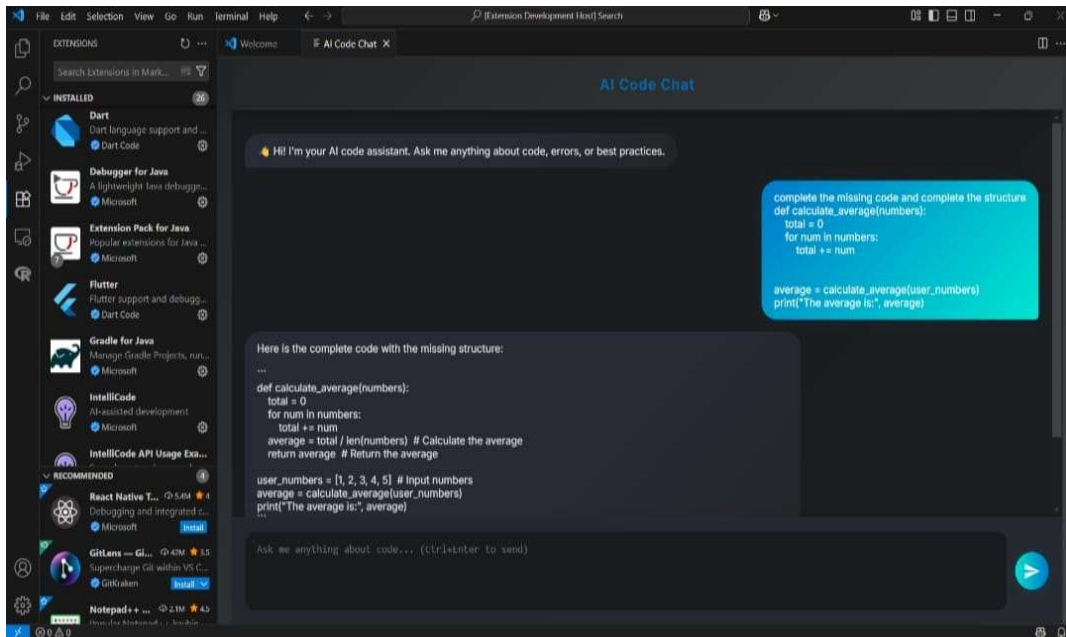 File Edit Selection View Go Run Terminal Help
[Extension Development Host] Search
EXTENSIONS
Welcome
AI Code Chat
Search Extensions in Mark...
INSTALLED
26
Dart
Dart language support and ...
Dart Code
Debugger for Java
A lightweight Java debugge...
Microsoft
Extension Pack for Java
Popular extensions for Java ...
7
Microsoft
Flutter
Flutter support and debugg...
Dart Code
Gradle for Java
Manage Gradle Projects, run...
Microsoft
IntelliCode
AI-assisted development
Microsoft
IntelliCode API Usage Exa...
RECOMMENDED
4
React Native T... 5.4M 4
Debugging and integrated c...
Microsoft
Install
GitLens — Gi... 42M 3.5
Supercharge Git within VS C...
GitKraken
Install
Notepad++ ... 2.1M 4.5
0 0
AI Code Chat
👋 Hi! I'm your AI code assistant. Ask me anything about code, errors, or best practices.
complete the missing code and complete the structure
def calculate_average(numbers):
total = 0
for num in numbers:
total += num
average = calculate_average(user_numbers)
print("The average is:", average)
Here is the complete code with the missing structure:
```
def calculate_average(numbers):
total = 0
for num in numbers:
total += num
average = total / len(numbers)  # Calculate the average
return average  # Return the average
user_numbers = [1, 2, 3, 4, 5]  # Input numbers
average = calculate_average(user_numbers)
print("The average is:", average)
```
Ask me anything about code... (Ctrl+Enter to send)